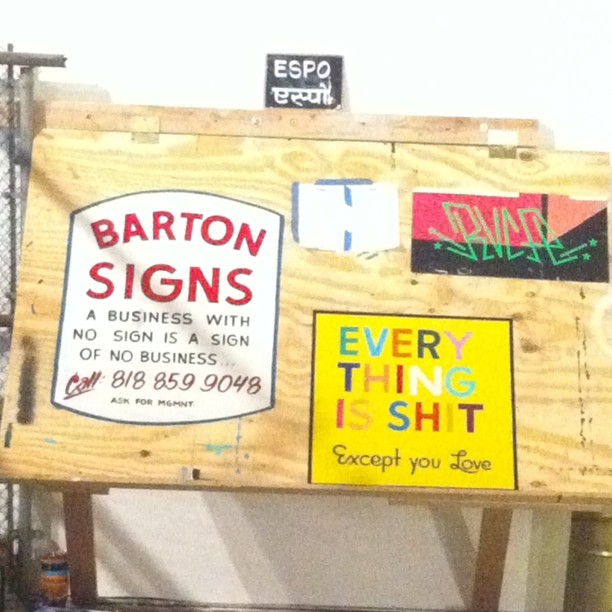 ESPO
एस्पो
BARTON
SIGNS
A BUSINESS WITH
NO SIGN IS A SIGN
OF NO BUSINESS...
Call: 818 859 9048
ASK FOR MGMNT.
RVCA
EVERY
THING
IS SHIT
Except you Love